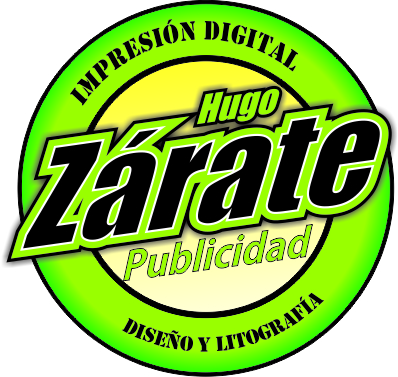 IMPRESIÓN DIGITAL
Hugo
Zárate
Publicidad
DISEÑO Y LITOGRAFÍA